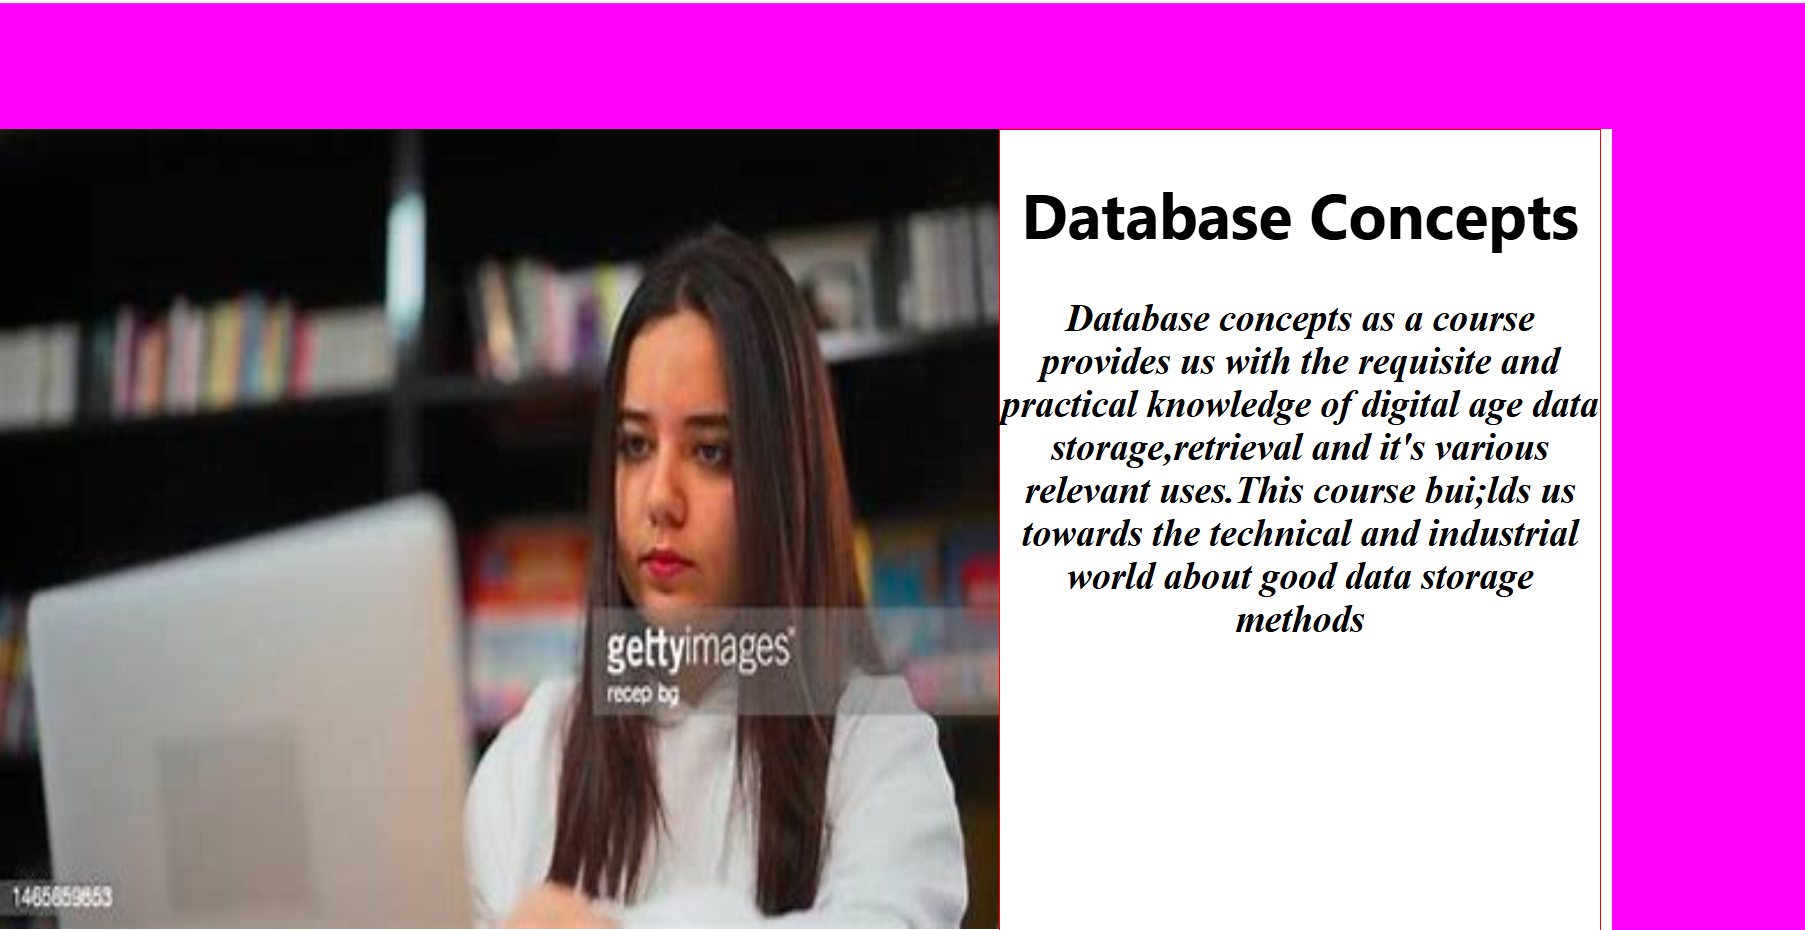 Database Concepts
Database concepts as a course
provides us with the requisite and
practical knowledge of digital age data
storage,retrieval and it's various
relevant uses.This course bui;lds us
towards the technical and industrial
world about good data storage
methods
gettyimages®
recep bg
1465859653